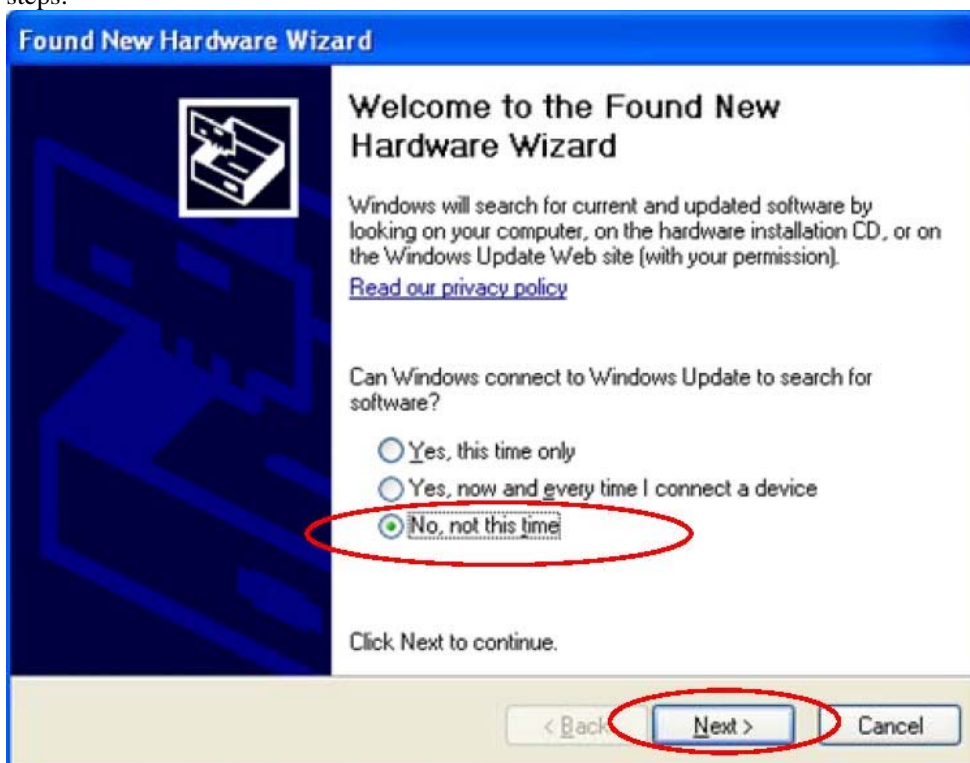 steps:
Found New Hardware Wizard
Welcome to the Found New
Hardware Wizard
Windows will search for current and updated software by
looking on your computer, on the hardware installation CD, or on
the Windows Update Web site (with your permission).
Read our privacy policy
Can Windows connect to Windows Update to search for
software?
Yes, this time only
Yes, now and every time I connect a device
No, not this time
Click Next to continue.
< Back
Next >
Cancel